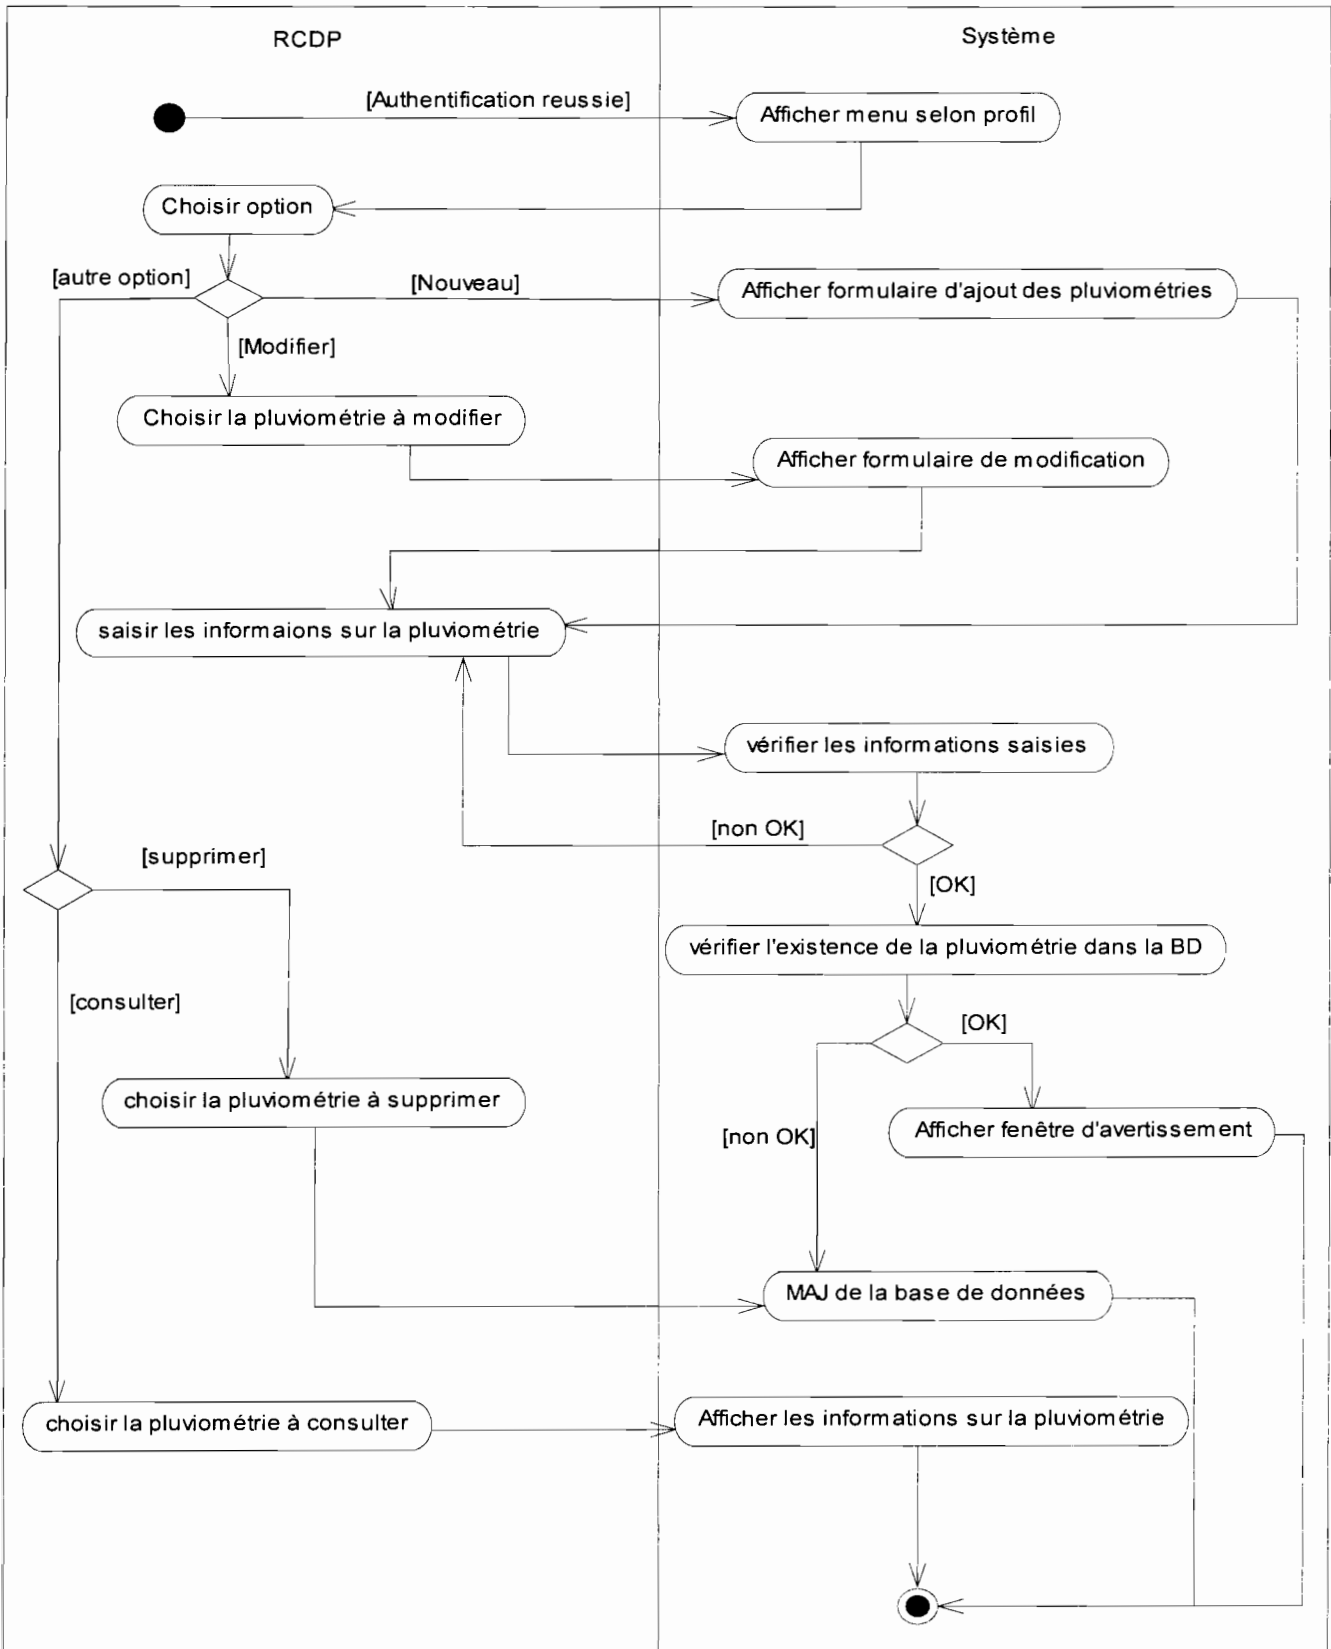 RCDP
Système
[Authentification reussie]
Afficher menu selon profil
Choisir option
[autre option]
[Nouveau]
Afficher formulaire d'ajout des pluviométries
[Modifier]
Choisir la pluviométrie à modifier
Afficher formulaire de modification
saisir les informaions sur la pluviométrie
vérifier les informations saisies
[non OK]
[supprimer]
[OK]
vérifier l'existence de la pluviométrie dans la BD
[consulter]
[OK]
choisir la pluviométrie à supprimer
[non OK]
Afficher fenêtre d'avertissement
MAJ de la base de données
choisir la pluviométrie à consulter
Afficher les informations sur la pluviométrie